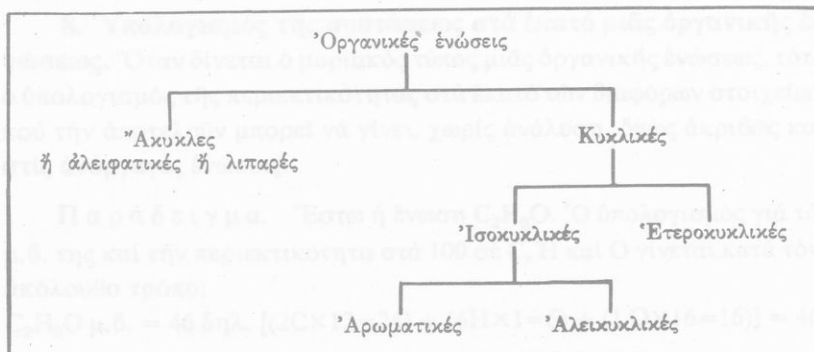 Ὀργανικές ἑνώσεις
Ἄκυκλες
ἤ ἀλειφατικές ἤ λιπαρές
Κυκλικές
Ἰσοκυκλικές
Ἑτεροκυκλικές
Ἀρωματικές
Ἀλεικυκλικές